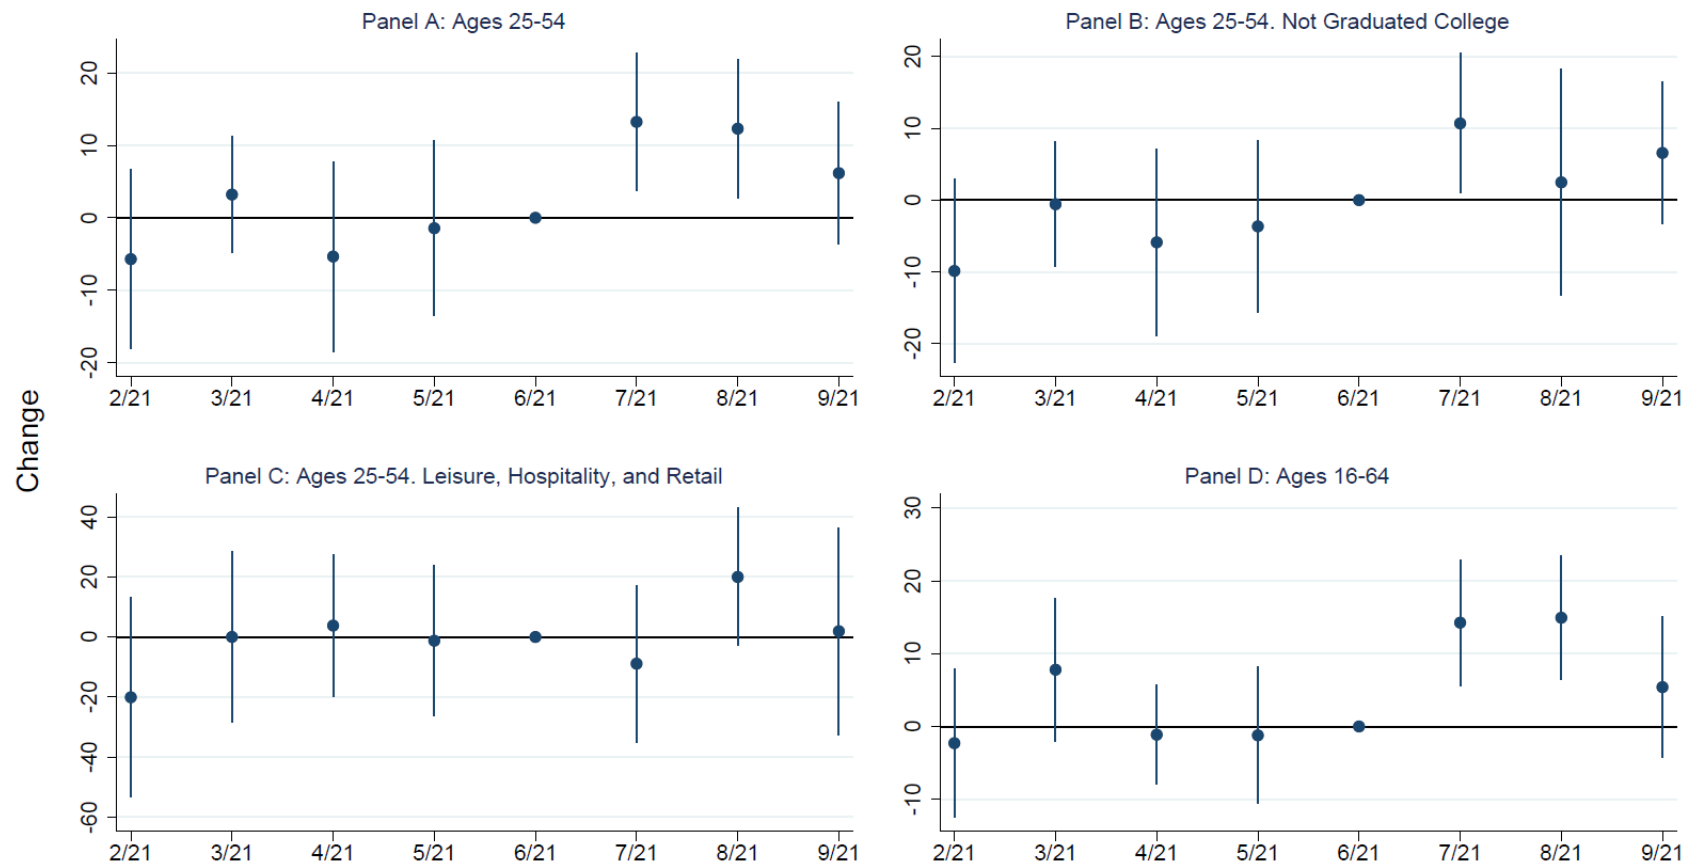 Panel A: Ages 25-54
20
10
0
-10
-20
2/21 3/21 4/21 5/21 6/21 7/21 8/21 9/21
Panel B: Ages 25-54. Not Graduated College
20
10
0
-10
-20
2/21 3/21 4/21 5/21 6/21 7/21 8/21 9/21
Change
Panel C: Ages 25-54. Leisure, Hospitality, and Retail
40
20
0
-20
-40
-60
2/21 3/21 4/21 5/21 6/21 7/21 8/21 9/21
Panel D: Ages 16-64
30
20
10
0
-10
2/21 3/21 4/21 5/21 6/21 7/21 8/21 9/21